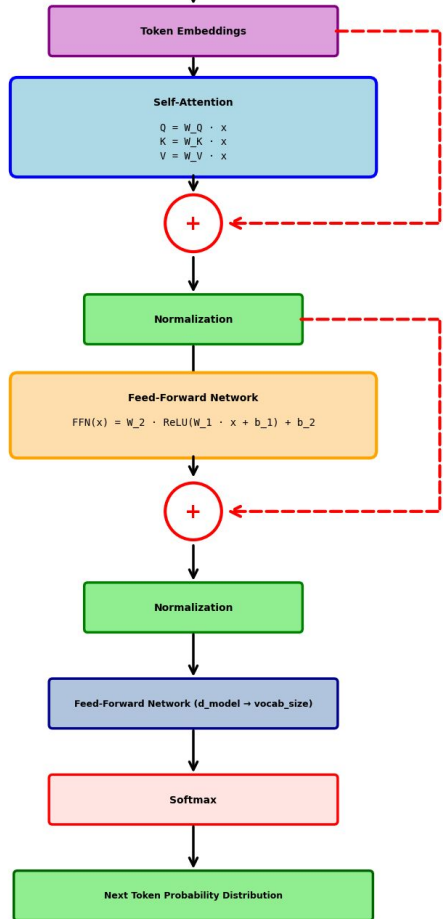 Token Embeddings
Self-Attention
Q = W_Q · x
K = W_K · x
V = W_V · x
+
Normalization
Feed-Forward Network
FFN(x) = W_2 · ReLU(W_1 · x + b_1) + b_2
+
Normalization
Feed-Forward Network (d_model → vocab_size)
Softmax
Next Token Probability Distribution